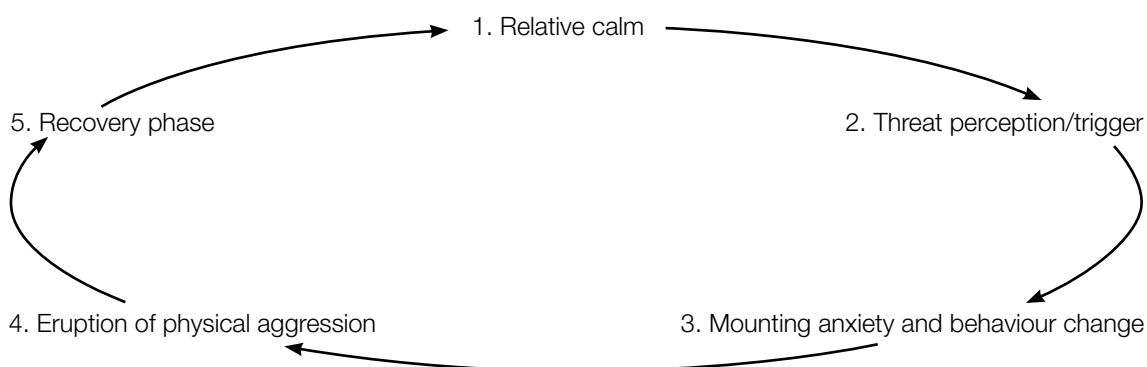 1. Relative calm
2. Threat perception/trigger
3. Mounting anxiety and behaviour change
4. Eruption of physical aggression
5. Recovery phase